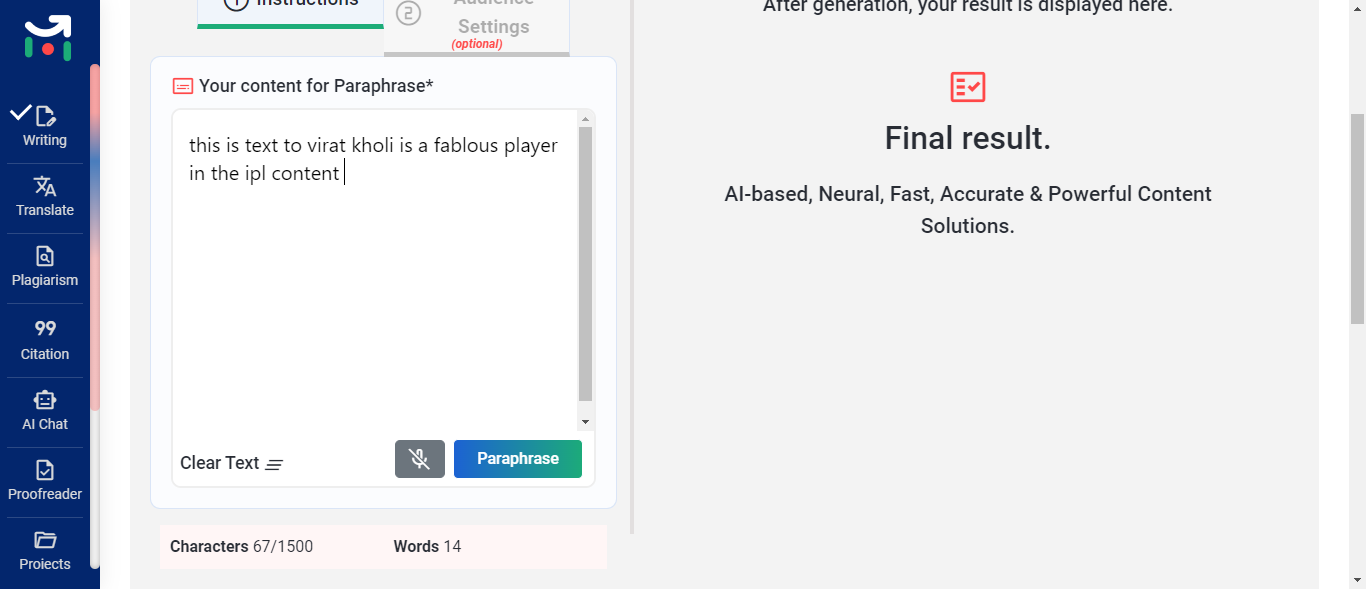 Writing
Translate
Plagiarism
Citation
AI Chat
Proofreader
Projects
1 Instructions
2 Audience
Settings
(optional)
Your content for Paraphrase*
this is text to virat kholi is a fablous player
in the ipl content
Clear Text
Paraphrase
Characters 67/1500 Words 14
After generation, your result is displayed here.
Final result.
AI-based, Neural, Fast, Accurate & Powerful Content
Solutions.